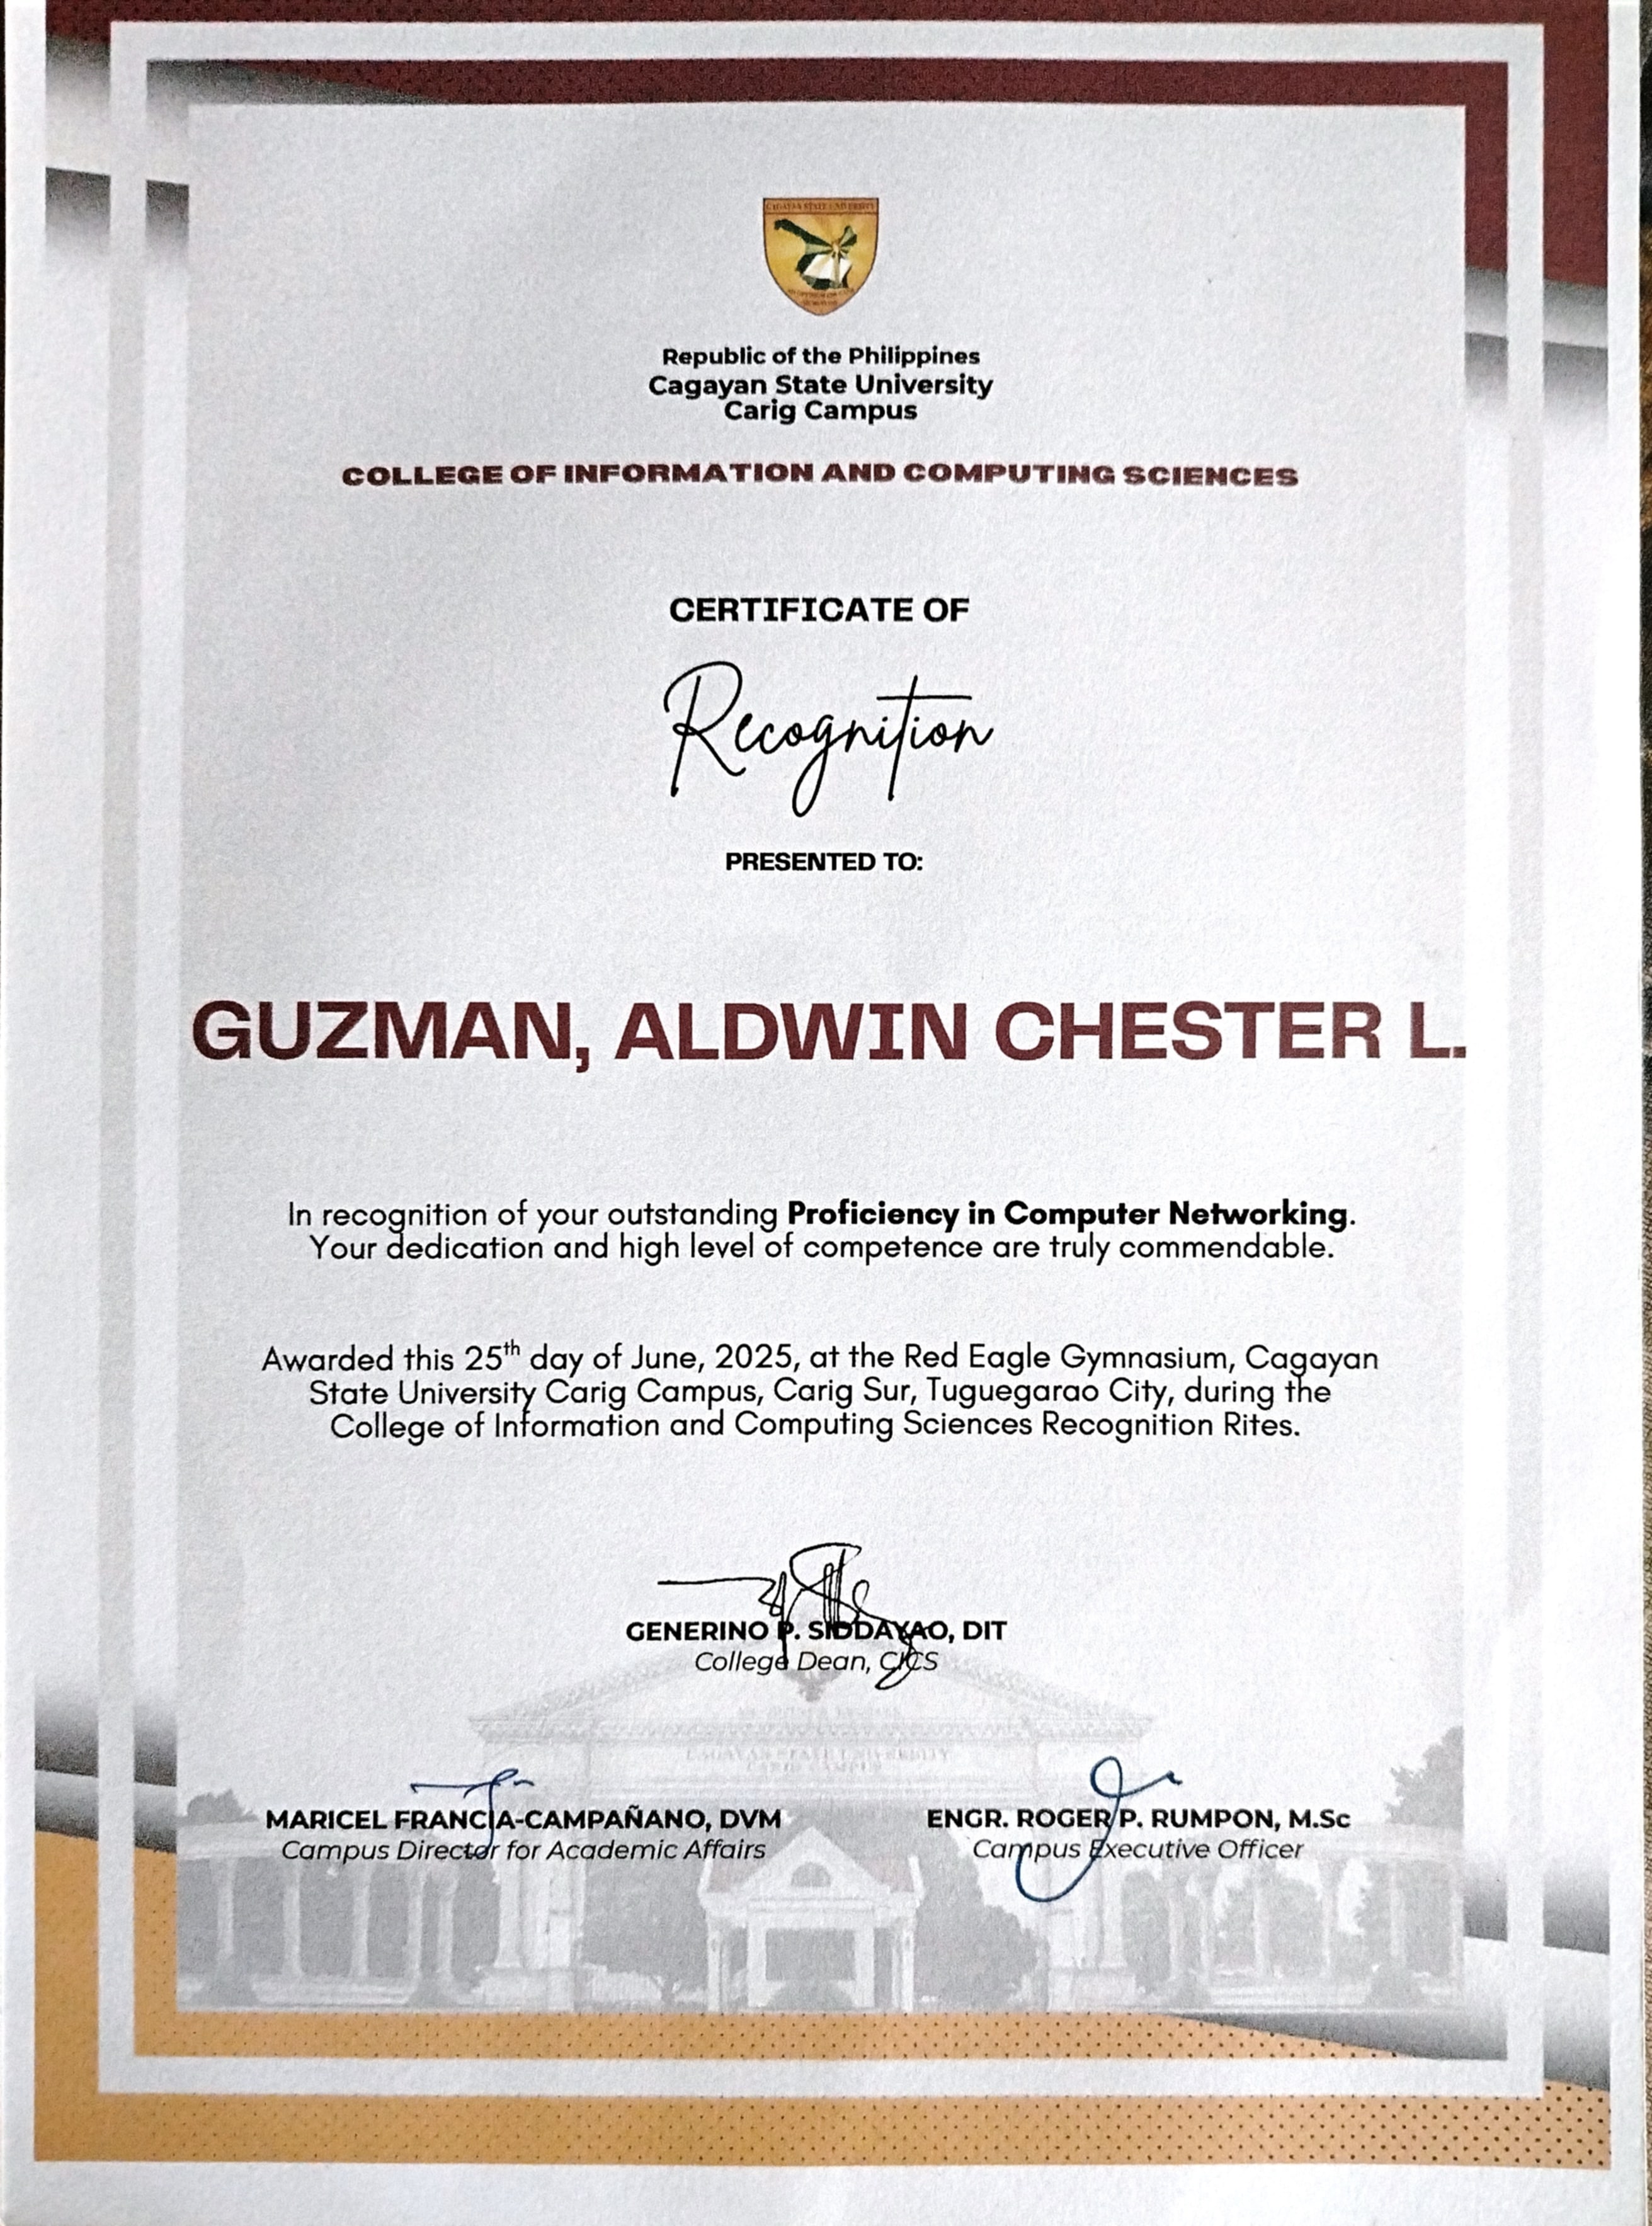 CAGAYAN STATE UNIVERSITY
Republic of the Philippines
Cagayan State University
Carig Campus
COLLEGE OF INFORMATION AND COMPUTING SCIENCES
CERTIFICATE OF
Recognition
PRESENTED TO:
GUZMAN, ALDWIN CHESTER L.
In recognition of your outstanding Proficiency in Computer Networking.
Your dedication and high level of competence are truly commendable.
Awarded this 25th day of June, 2025, at the Red Eagle Gymnasium, Cagayan
State University Carig Campus, Carig Sur, Tuguegarao City, during the
College of Information and Computing Sciences Recognition Rites.
GENERINO P. SIDDAYAO, DIT
College Dean, CICS
CAGAYAN STATE UNIVERSITY
CARIG CAMPUS
MARICEL FRANCIA-CAMPAÑANO, DVM
Campus Director for Academic Affairs
ENGR. ROGER P. RUMPON, M.Sc
Campus Executive Officer